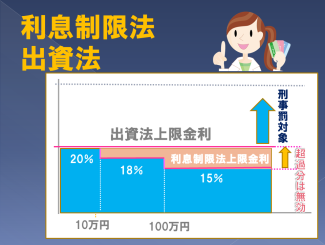 利息制限法
出資法
刑事罰対象
出資法上限金利
超過分は無効
利息制限法上限金利
20%
18%
15%
10万円
100万円